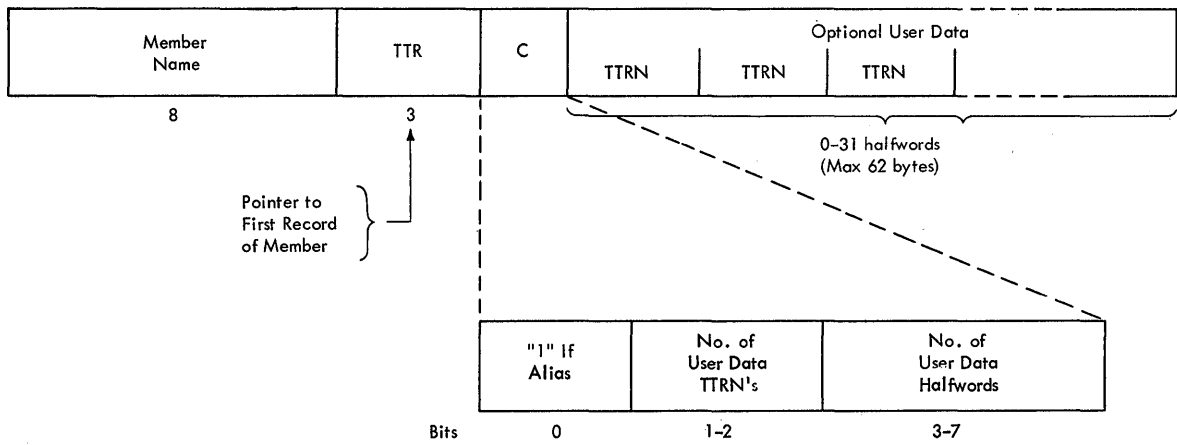 Member
Name
TTR
C
Optional User Data
TTRN
TTRN
TTRN
8
3
0-31 halfwords
(Max 62 bytes)
Pointer to
First Record
of Member
"1" If
Alias
No. of
User Data
TTRN's
No. of
User Data
Halfwords
Bits
0
1-2
3-7